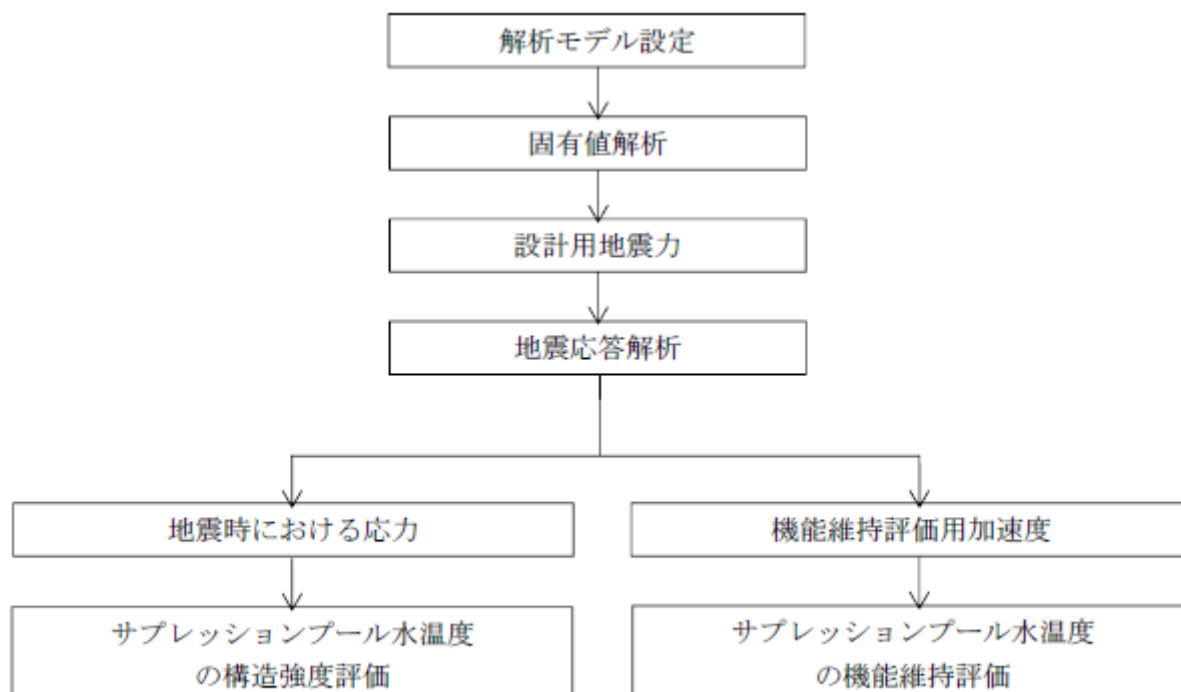 解析モデル設定
固有値解析
設計用地震力
地震応答解析
地震時における応力
機能維持評価用加速度
サプレッションプール水温度
の構造強度評価
サプレッションプール水温度
の機能維持評価